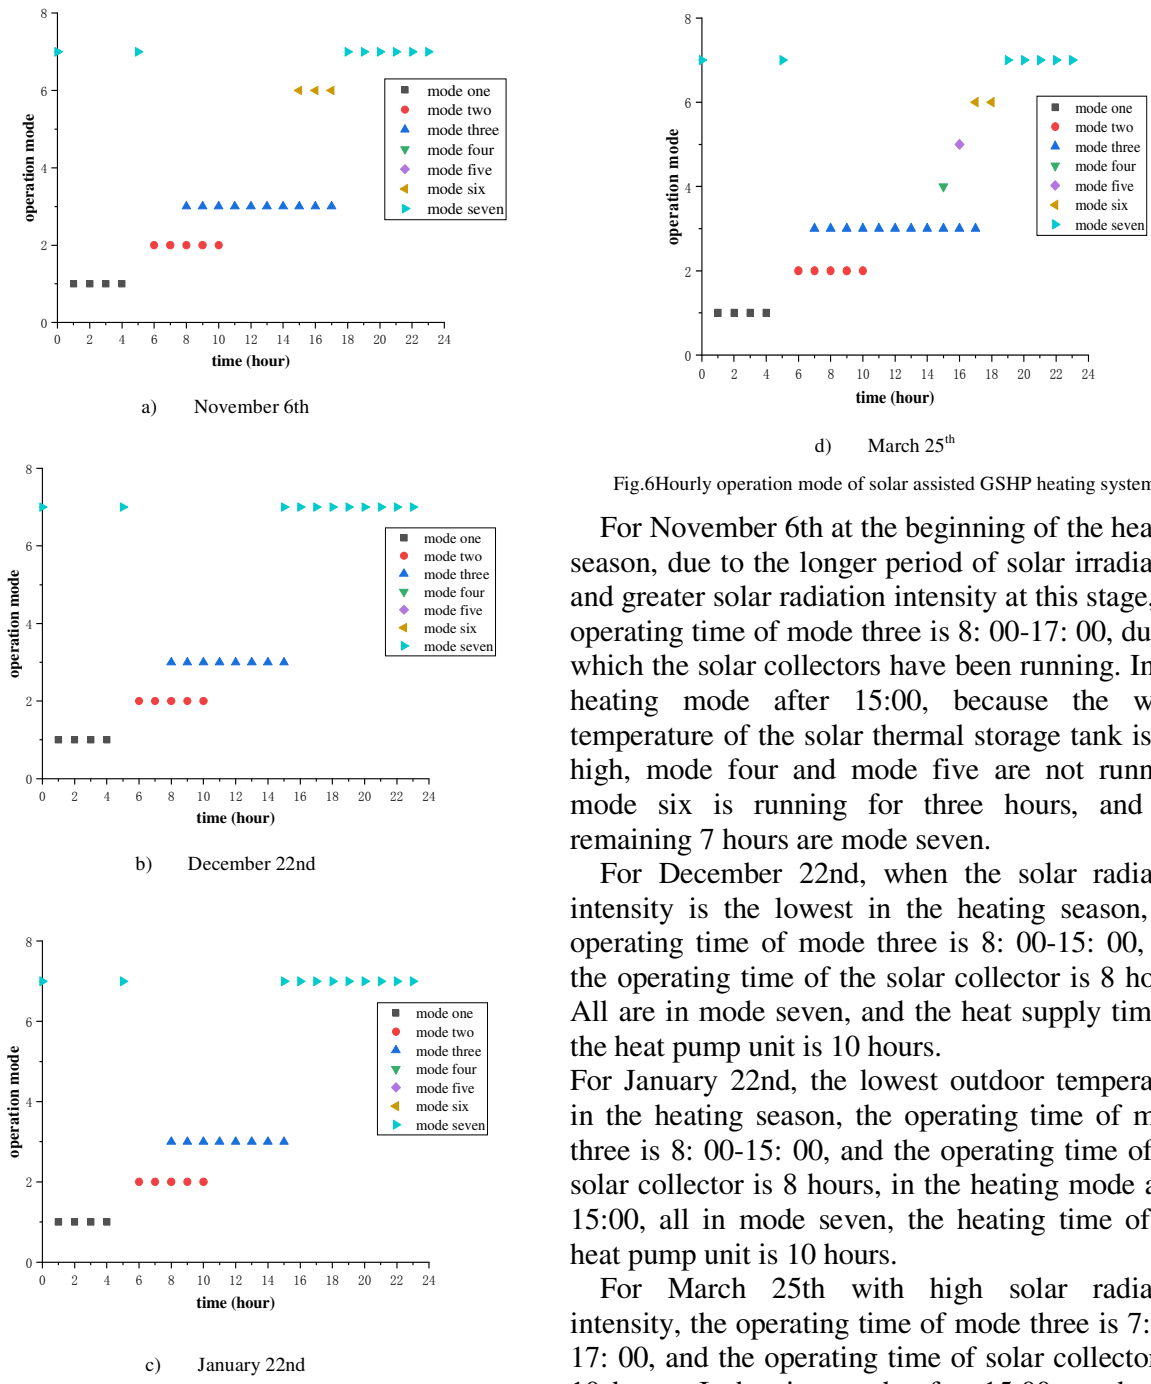 8
6
4
2
0
operation mode
mode one
mode two
mode three
mode four
mode five
mode six
mode seven
0 2 4 6 8 10 12 14 16 18 20 22 24
time (hour)
a) November 6th
8
6
4
2
0
operation mode
mode one
mode two
mode three
mode four
mode five
mode six
mode seven
0 2 4 6 8 10 12 14 16 18 20 22 24
time (hour)
b) December 22nd
8
6
4
2
0
operation mode
mode one
mode two
mode three
mode four
mode five
mode six
mode seven
0 2 4 6 8 10 12 14 16 18 20 22 24
time (hour)
c) January 22nd
8
6
4
2
0
operation mode
mode one
mode two
mode three
mode four
mode five
mode six
mode seven
0 2 4 6 8 10 12 14 16 18 20 22 24
time (hour)
d) March 25th
Fig.6Hourly operation mode of solar assisted GSHP heating system
For November 6th at the beginning of the hea
season, due to the longer period of solar irradia
and greater solar radiation intensity at this stage,
operating time of mode three is 8: 00-17: 00, du
which the solar collectors have been running. In
heating mode after 15:00, because the w
temperature of the solar thermal storage tank is
high, mode four and mode five are not runn
mode six is running for three hours, and
remaining 7 hours are mode seven.
For December 22nd, when the solar radia
intensity is the lowest in the heating season,
operating time of mode three is 8: 00-15: 00,
the operating time of the solar collector is 8 ho
All are in mode seven, and the heat supply tim
the heat pump unit is 10 hours.
For January 22nd, the lowest outdoor tempera
in the heating season, the operating time of m
three is 8: 00-15: 00, and the operating time of
solar collector is 8 hours, in the heating mode a
15:00, all in mode seven, the heating time of
heat pump unit is 10 hours.
For March 25th with high solar radia
intensity, the operating time of mode three is 7:
17: 00, and the operating time of solar collector